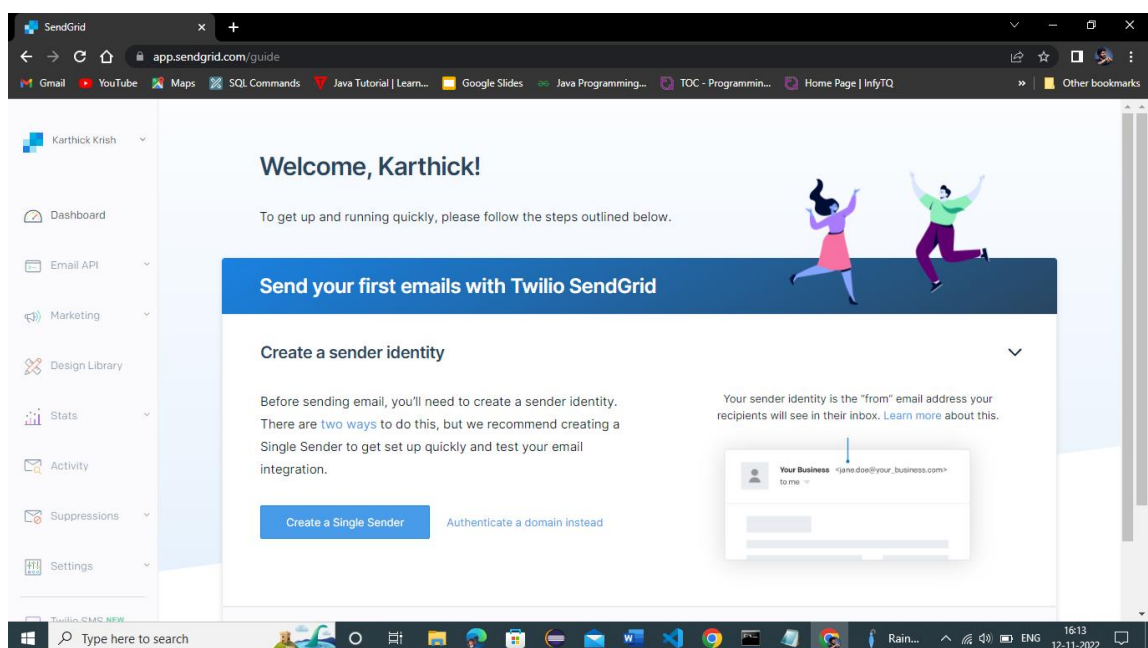 SendGrid
app.sendgrid.com/guide
Gmail YouTube Maps SQL Commands Java Tutorial | Learn... Google Slides Java Programming... TOC - Programmin... Home Page | InfyTQ » Other bookmarks
Karthick Krish
Dashboard
Email API
Marketing
Design Library
Stats
Activity
Suppressions
Settings
Twilio SMS NEW
Welcome, Karthick!
To get up and running quickly, please follow the steps outlined below.
Send your first emails with Twilio SendGrid
Create a sender identity
Before sending email, you'll need to create a sender identity.
There are two ways to do this, but we recommend creating a
Single Sender to get set up quickly and test your email
integration.
Create a Single Sender Authenticate a domain instead
Your sender identity is the "from" email address your
recipients will see in their inbox. Learn more about this.
Your Business <jane.doe@your_business.com>
to me
Type here to search
Rain... ENG 16:13
12-11-2022